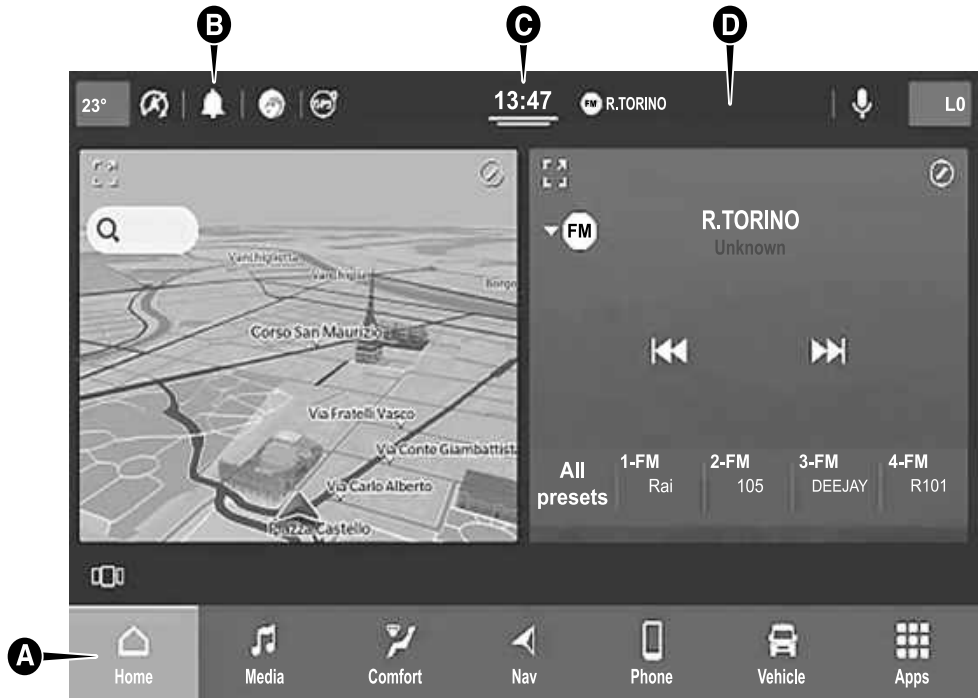 B C D
23° GPS 13:47 FM R.TORINO L0
FM R.TORINO
Unknown
Vanchiglietta
Vanchiglia
Borgo
Corso San Maurizio
Via Fratelli Vasco
Via Conte Giambattista
Via Carlo Alberto
Piazza Castello
All presets
1-FM 2-FM 3-FM 4-FM
Rai 105 DEEJAY R101
A
Home Media Comfort Nav Phone Vehicle Apps